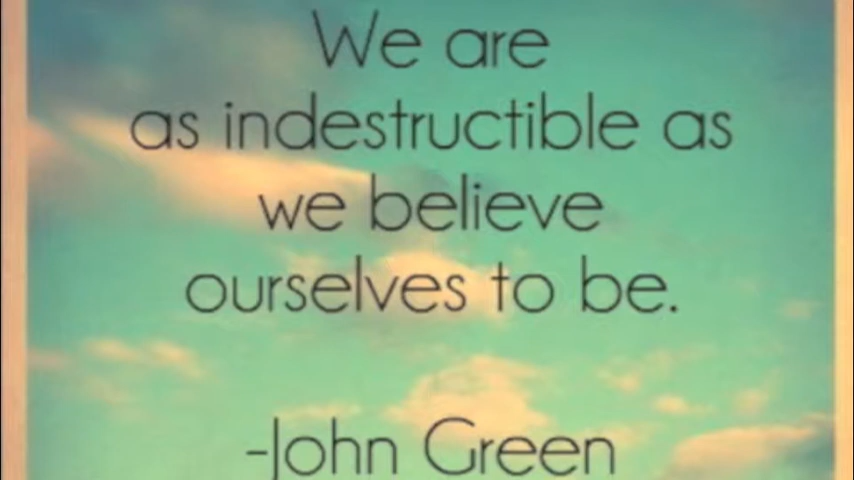 We are
as indestructible as
we believe
ourselves to be.
-John Green